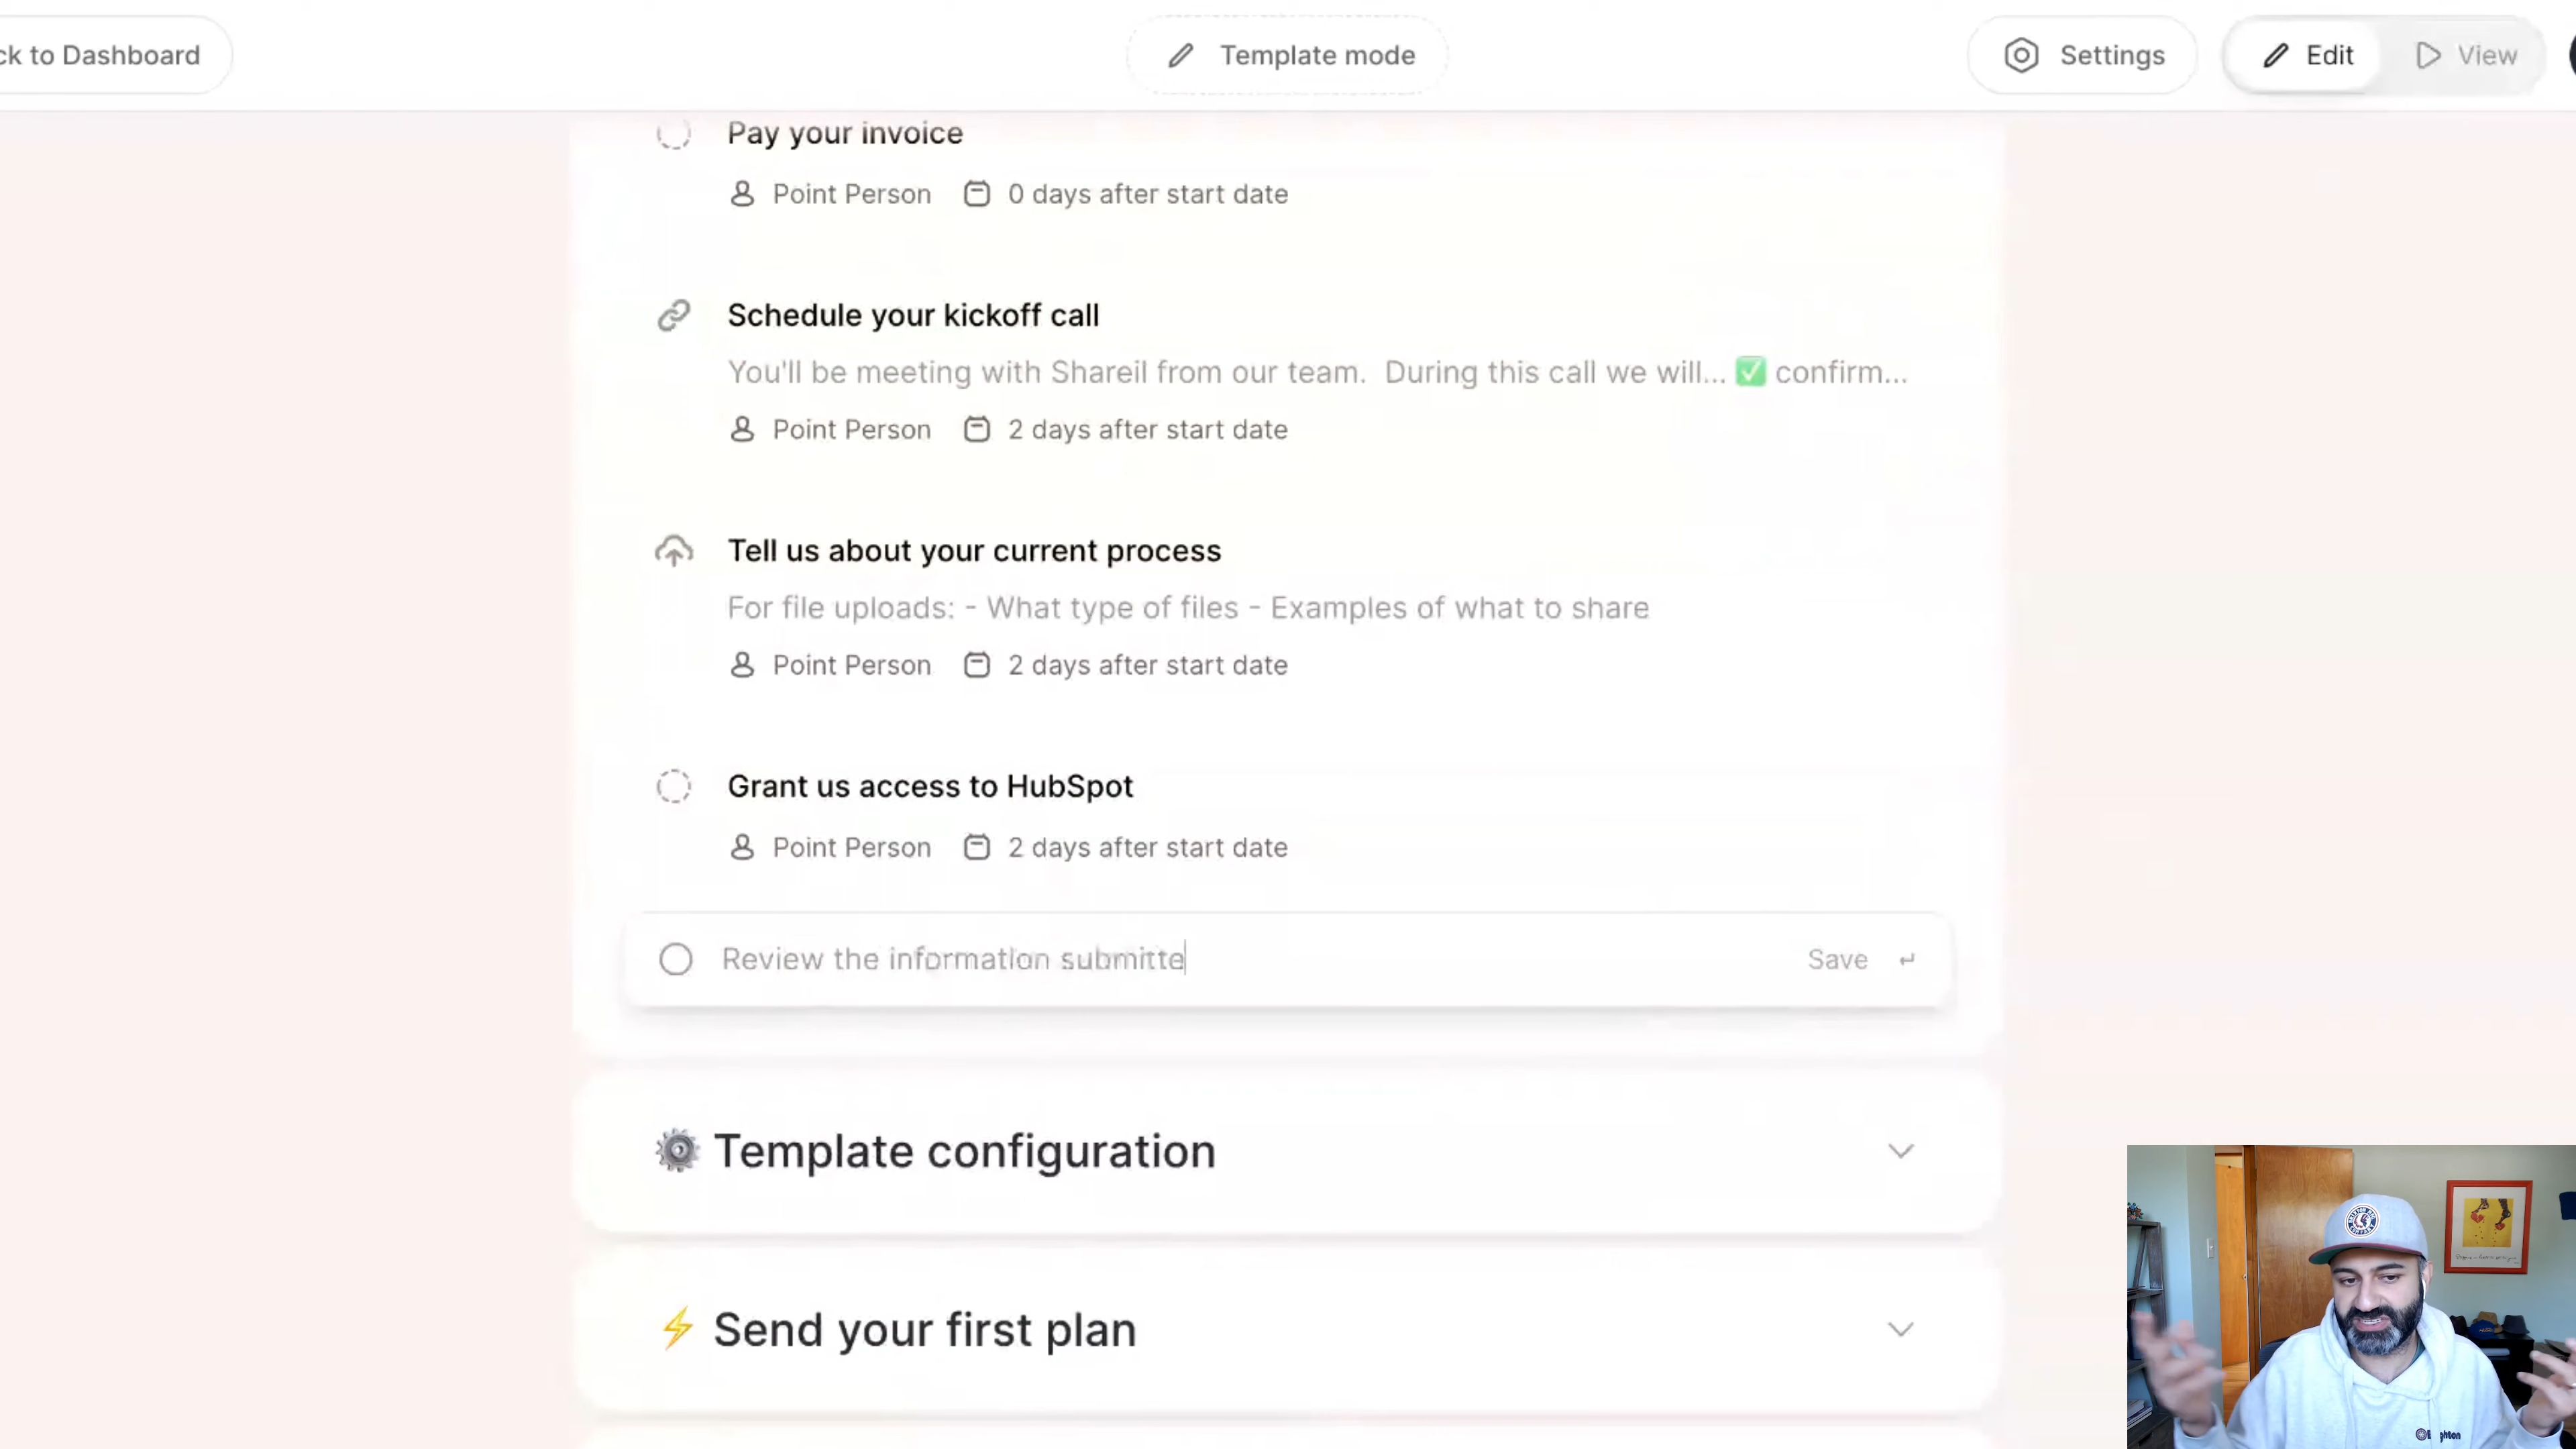 ck to Dashboard
Template mode
Settings
Edit
View
Pay your invoice
Point Person 0 days after start date
Schedule your kickoff call
You'll be meeting with Shareil from our team. During this call we will... ✅ confirm...
Point Person 2 days after start date
Tell us about your current process
For file uploads: - What type of files - Examples of what to share
Point Person 2 days after start date
Grant us access to HubSpot
Point Person 2 days after start date
Review the information submitte
Save ↵
Template configuration
Send your first plan